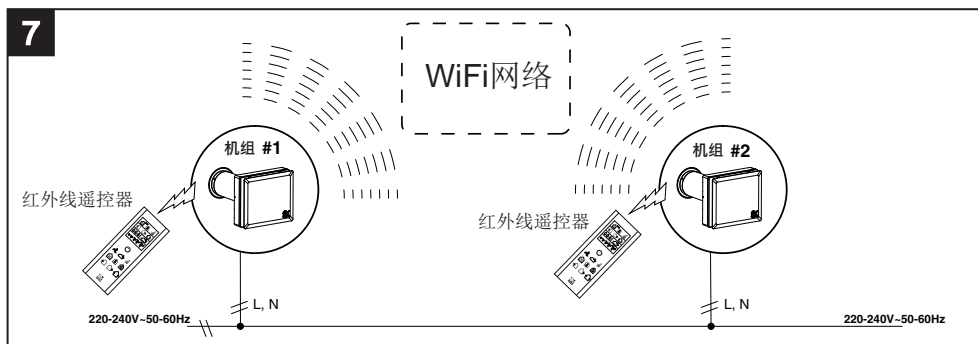 7
WiFi网络
机组 #1
机组 #2
红外线遥控器
红外线遥控器
L, N
L, N
220-240V~50-60Hz
220-240V~50-60Hz